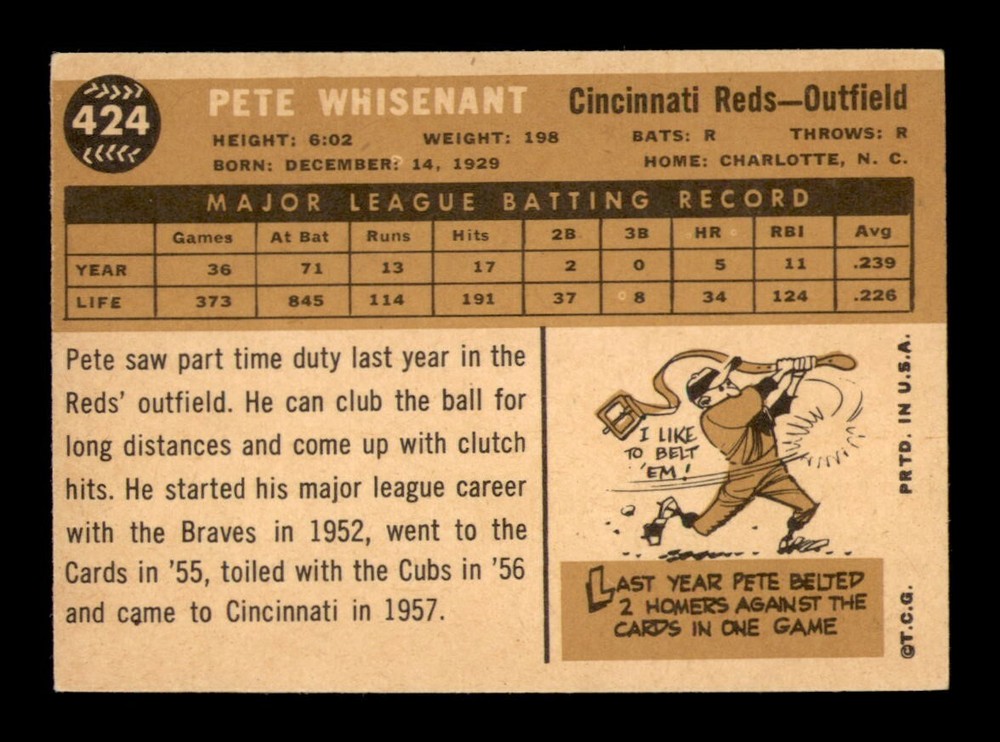 424
PETE WHISENANT
Cincinnati Reds—Outfield
HEIGHT: 6:02 WEIGHT: 198 BATS: R THROWS: R
BORN: DECEMBER: 14, 1929 HOME: CHARLOTTE, N. C.
MAJOR LEAGUE BATTING RECORD
Games At Bat Runs Hits 2B 3B HR RBI Avg
YEAR 36 71 13 17 2 0 5 11 .239
LIFE 373 845 114 191 37 8 34 124 .226
Pete saw part time duty last year in the
Reds' outfield. He can club the ball for
long distances and come up with clutch
hits. He started his major league career
with the Braves in 1952, went to the
Cards in '55, toiled with the Cubs in '56
and came to Cincinnati in 1957.
I LIKE
TO BELT
'EM!
LAST YEAR PETE BELTED
2 HOMERS AGAINST THE
CARDS IN ONE GAME
©T.C.G. PRTD. IN U.S.A.